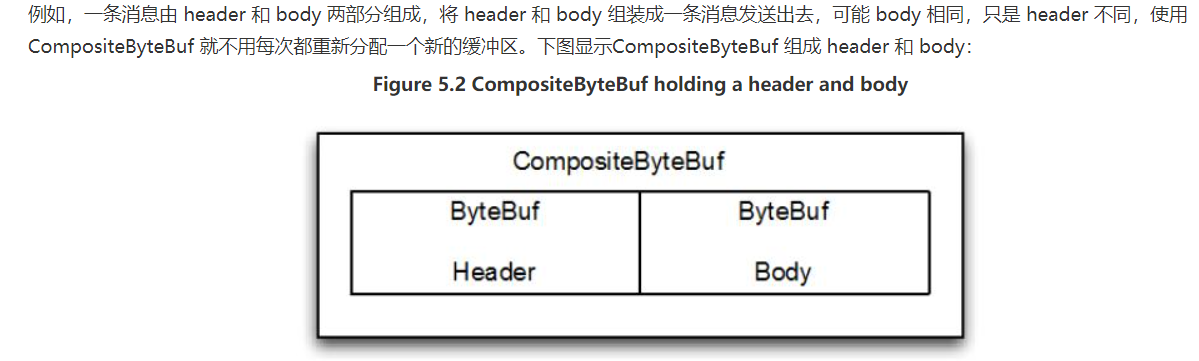 例如，一条消息由 header 和 body 两部分组成，将 header 和 body 组装成一条消息发送出去，可能 body 相同，只是 header 不同，使用
CompositeByteBuf 就不用每次都重新分配一个新的缓冲区。下图显示CompositeByteBuf 组成 header 和 body：
Figure 5.2 CompositeByteBuf holding a header and body
CompositeByteBuf
ByteBuf ByteBuf
Header Body